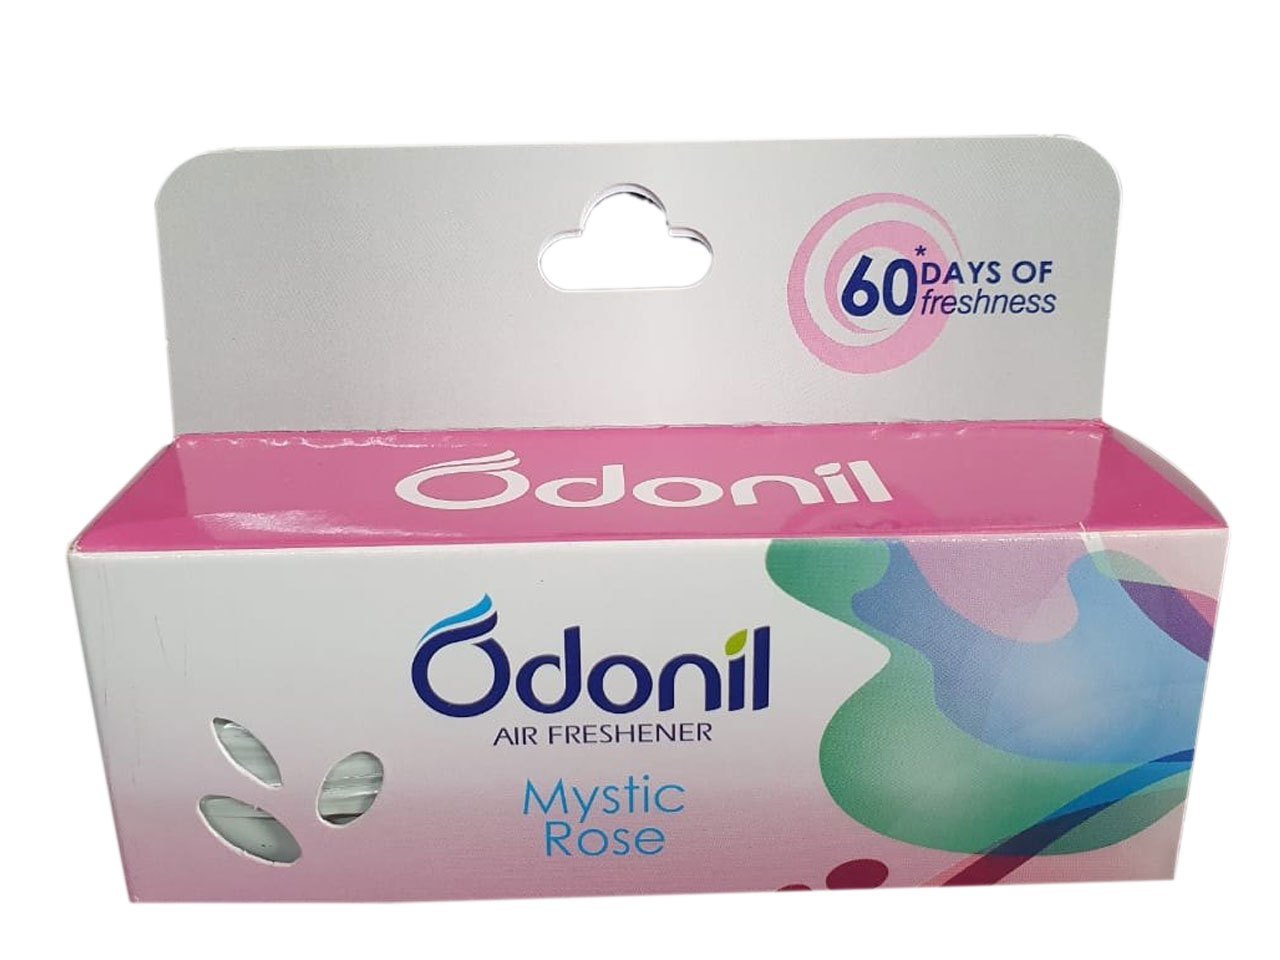 60* DAYS OF
freshness
Odonil
Odonil
AIR FRESHENER
Mystic
Rose